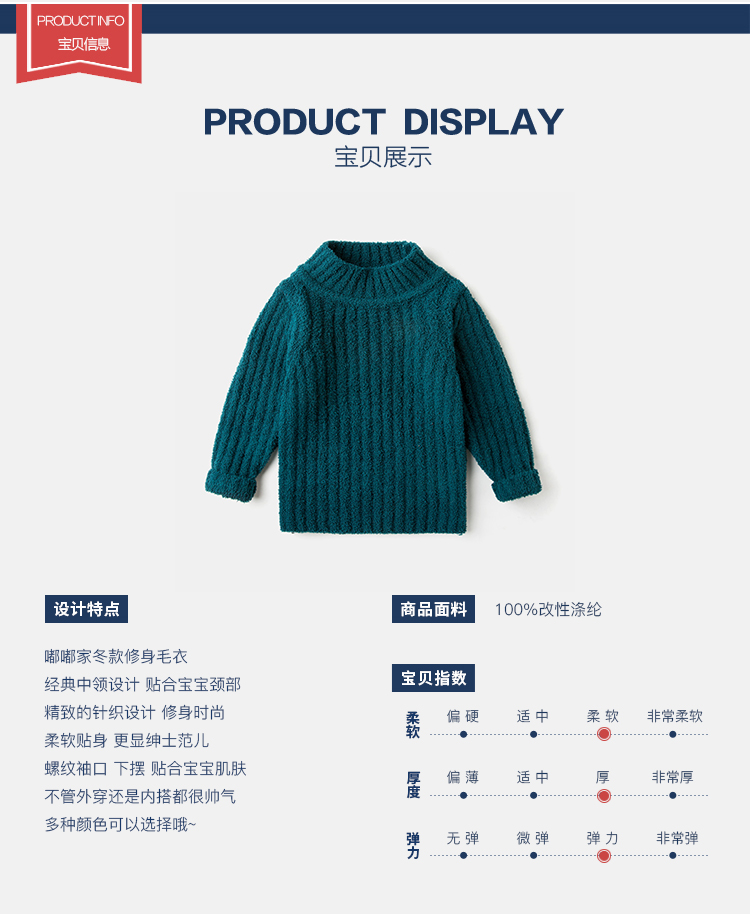 PRODUCT INFO
宝贝信息
PRODUCT DISPLAY
宝贝展示
设计特点
嘟嘟家冬款修身毛衣
经典中领设计 贴合宝宝颈部
精致的针织设计 修身时尚
柔软贴身 更显绅士范儿
螺纹袖口 下摆 贴合宝宝肌肤
不管外穿还是内搭都很帅气
多种颜色可以选择哦~
商品面料 100%改性涤纶
宝贝指数
柔软 偏硬 适中 柔软 非常柔软
厚度 偏薄 适中 厚 非常厚
弹力 无弹 微弹 弹力 非常弹